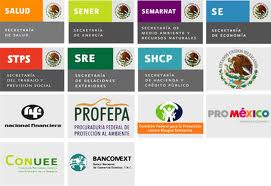 SALUD
SECRETARÍA
DE SALUD
SENER
SECRETARÍA
DE ENERGÍA
SEMARNAT
SECRETARÍA DE
MEDIO AMBIENTE Y
RECURSOS NATURALES
SE
SECRETARÍA
DE ECONOMÍA
STPS
SECRETARÍA DEL
TRABAJO Y
PREVISIÓN SOCIAL
SRE
SECRETARÍA DE
RELACIONES
EXTERIORES
SHCP
SECRETARÍA
DE HACIENDA Y
CRÉDITO PÚBLICO
nacional financiera
PROFEPA
PROCURADURÍA FEDERAL DE
PROTECCIÓN AL AMBIENTE
Comisión Federal para la Protección
contra Riesgos Sanitarios
PROMÉXICO
CONUEE
BANCOMEXT
Banco Nacional
de Comercio Exterior, S.N.C.